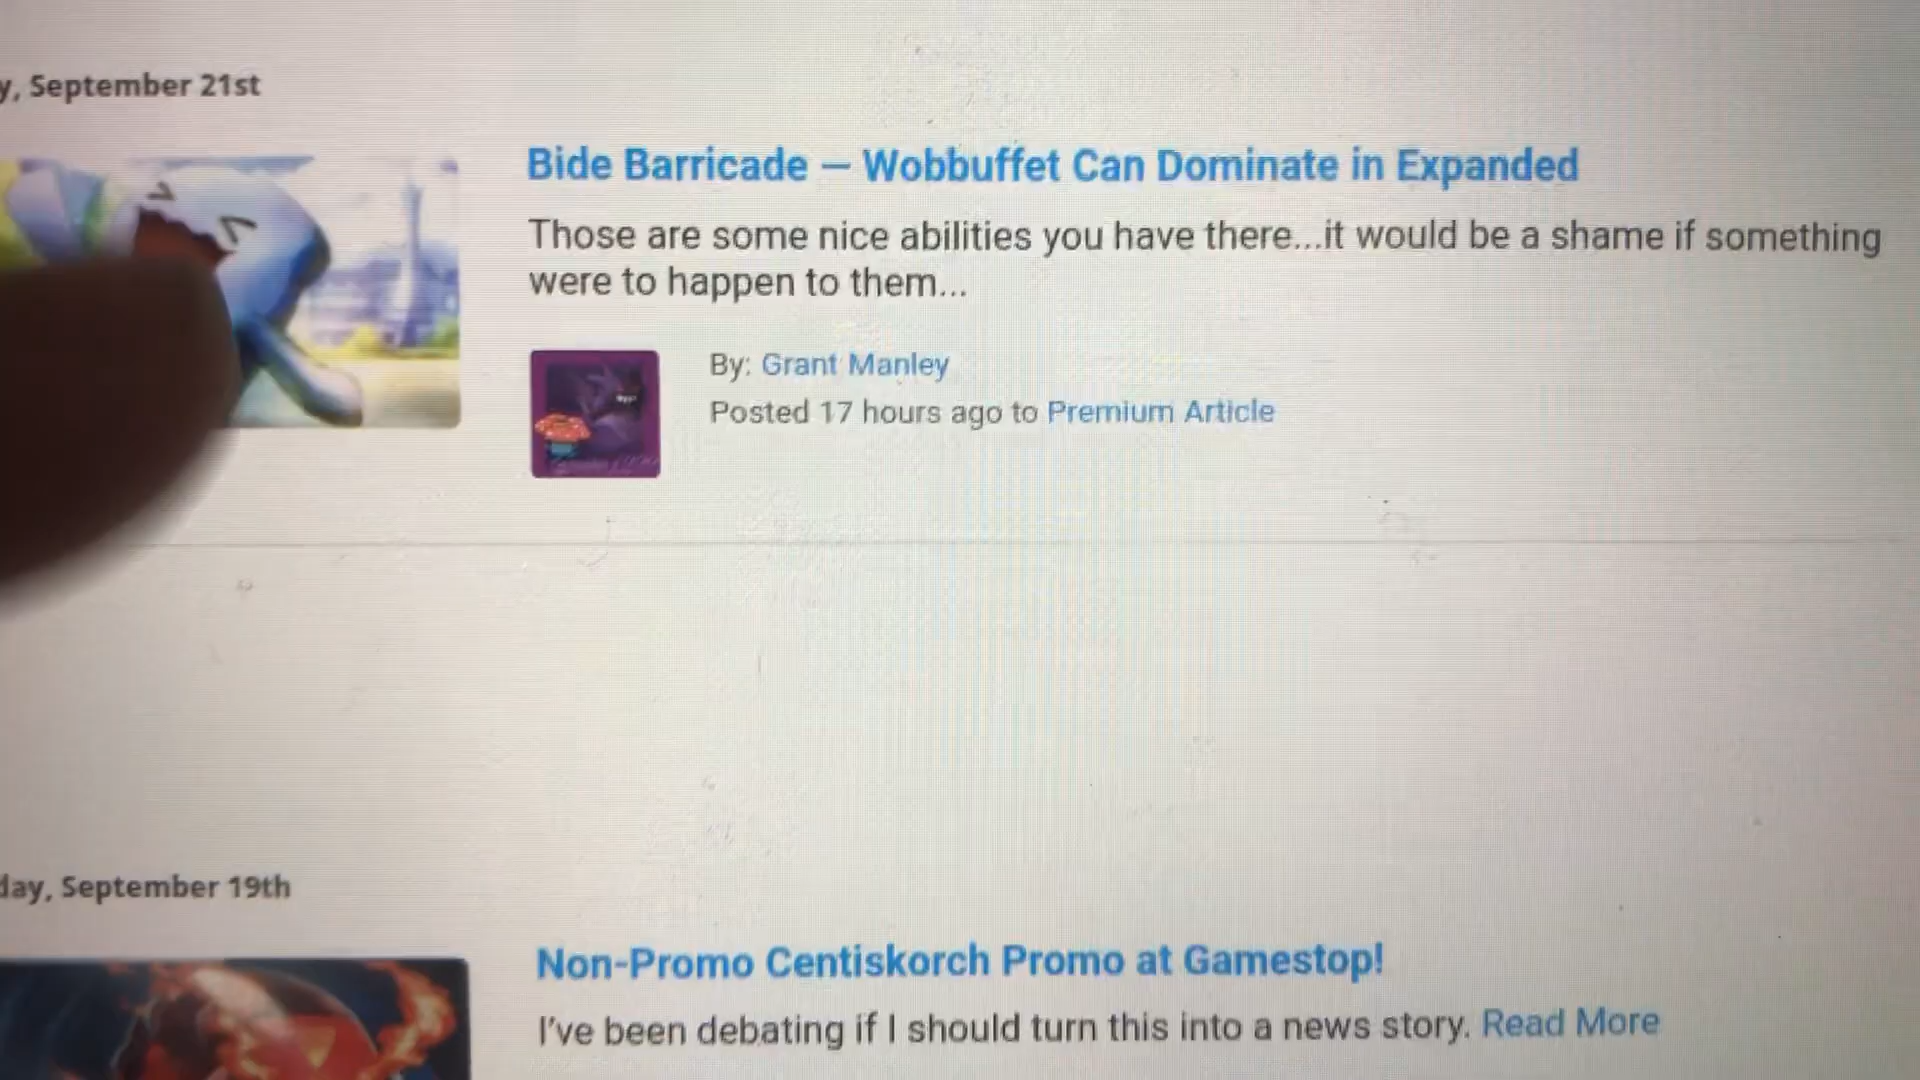 y, September 21st
Bide Barricade — Wobbuffet Can Dominate in Expanded
Those are some nice abilities you have there...it would be a shame if something
were to happen to them...
By: Grant Manley
Posted 17 hours ago to Premium Article
day, September 19th
Non-Promo Centiskorch Promo at Gamestop!
I've been debating if I should turn this into a news story. Read More